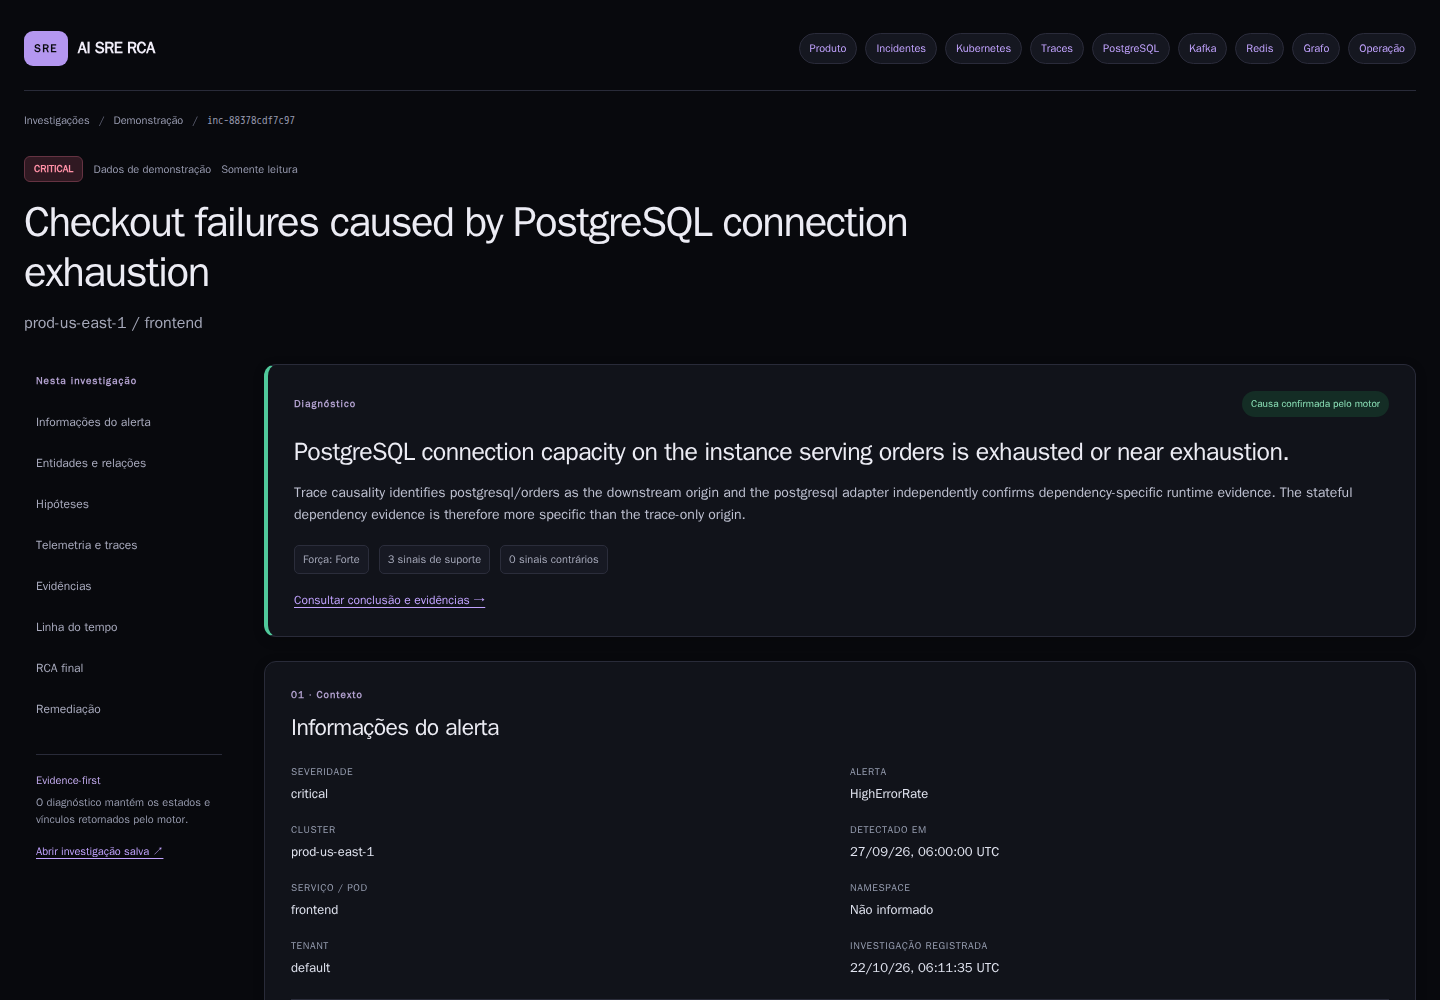 SRE
AI SRE RCA
Produto
Incidentes
Kubernetes
Traces
PostgreSQL
Kafka
Redis
Grafo
Operação
Investigações / Demonstração / inc-88378cdf7c97
CRITICAL
Dados de demonstração
Somente leitura
Checkout failures caused by PostgreSQL connection
exhaustion
prod-us-east-1 / frontend
Nesta investigação
Informações do alerta
Entidades e relações
Hipóteses
Telemetria e traces
Evidências
Linha do tempo
RCA final
Remediação
Evidence-first
O diagnóstico mantém os estados e
vínculos retornados pelo motor.
Abrir investigação salva ↗
Diagnóstico
Causa confirmada pelo motor
PostgreSQL connection capacity on the instance serving orders is exhausted or near exhaustion.
Trace causality identifies postgresql/orders as the downstream origin and the postgresql adapter independently confirms dependency-specific runtime evidence. The stateful
dependency evidence is therefore more specific than the trace-only origin.
Força: Forte
3 sinais de suporte
0 sinais contrários
Consultar conclusão e evidências →
01 · Contexto
Informações do alerta
SEVERIDADE
critical
ALERTA
HighErrorRate
CLUSTER
prod-us-east-1
DETECTADO EM
27/09/26, 06:00:00 UTC
SERVIÇO / POD
frontend
NAMESPACE
Não informado
TENANT
default
INVESTIGAÇÃO REGISTRADA
22/10/26, 06:11:35 UTC